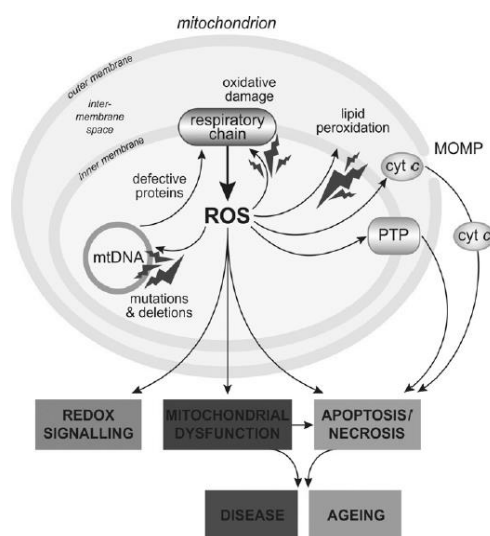 mitochondrion
outer membrane
inter-
membrane
space
inner membrane
oxidative
damage
respiratory
chain
lipid
peroxidation
MOMP
cyt c
defective
proteins
ROS
cyt c
PTP
mtDNA
mutations
& deletions
REDOX
SIGNALLING
MITOCHONDRIAL
DYSFUNCTION
APOPTOSIS/
NECROSIS
DISEASE
AGEING